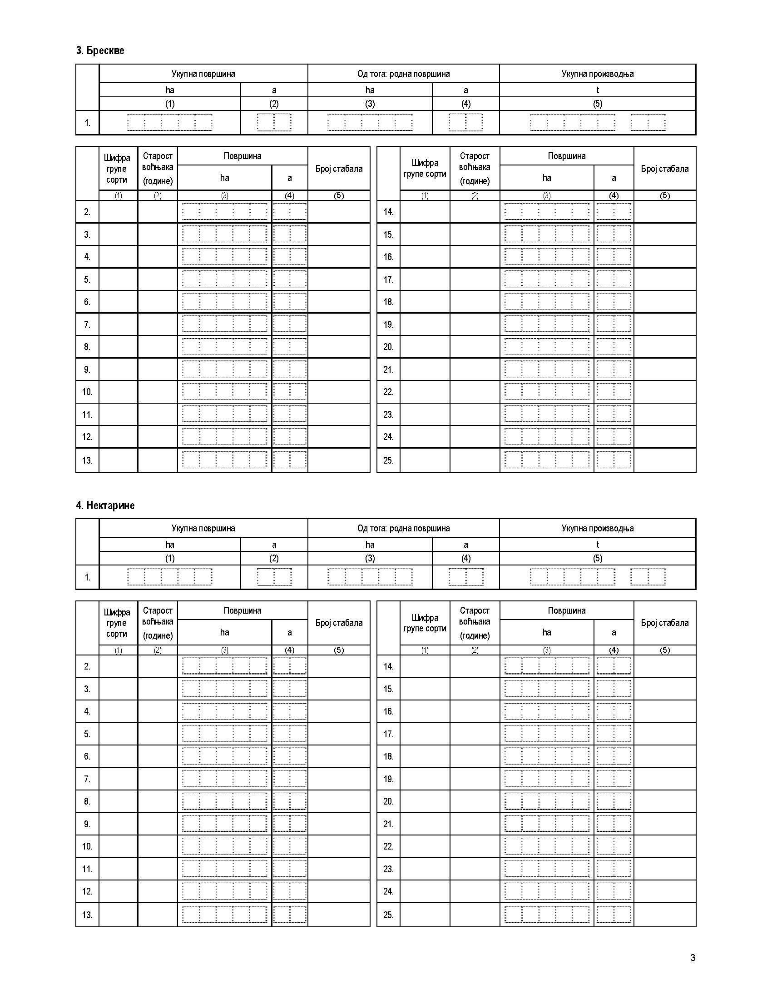 3. Брескве
Укупна површина Од тога: родна површина Укупна производња
ha a ha a t
(1) (2) (3) (4) (5)
1.
Шифра групе сорти Старост воћњака (године) Површина Број стабала Шифра групе сорти Старост воћњака (године) Површина Број стабала
ha a ha a
(1) (2) (3) (4) (5) (1) (2) (3) (4) (5)
2. 14.
3. 15.
4. 16.
5. 17.
6. 18.
7. 19.
8. 20.
9. 21.
10. 22.
11. 23.
12. 24.
13. 25.
4. Нектарине
Укупна површина Од тога: родна површина Укупна производња
ha a ha a t
(1) (2) (3) (4) (5)
1.
Шифра групе сорти Старост воћњака (године) Површина Број стабала Шифра групе сорти Старост воћњака (године) Површина Број стабала
ha a ha a
(1) (2) (3) (4) (5) (1) (2) (3) (4) (5)
2. 14.
3. 15.
4. 16.
5. 17.
6. 18.
7. 19.
8. 20.
9. 21.
10. 22.
11. 23.
12. 24.
13. 25.
3